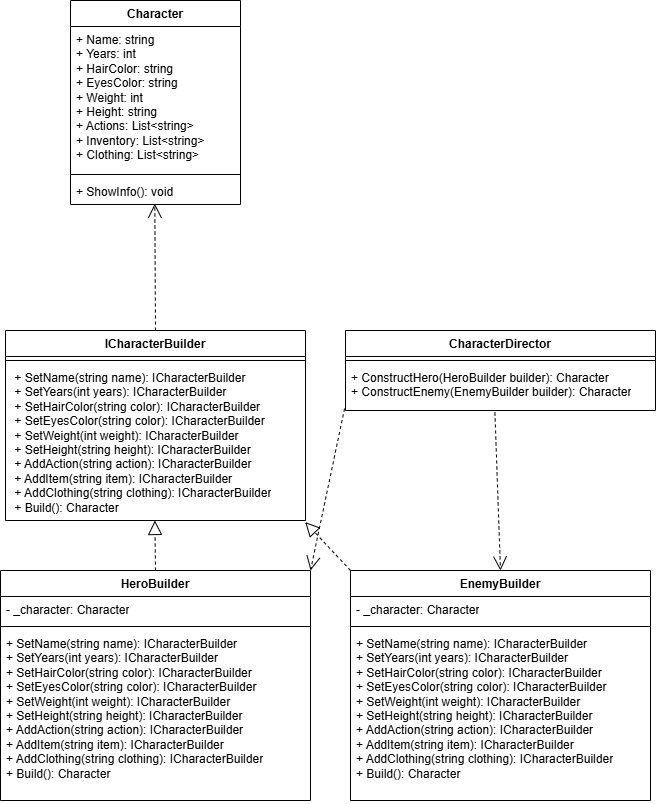 Character
+ Name: string
+ Years: int
+ HairColor: string
+ EyesColor: string
+ Weight: int
+ Height: string
+ Actions: List<string>
+ Inventory: List<string>
+ Clothing: List<string>
+ ShowInfo(): void
ICharacterBuilder
+ SetName(string name): ICharacterBuilder
+ SetYears(int years): ICharacterBuilder
+ SetHairColor(string color): ICharacterBuilder
+ SetEyesColor(string color): ICharacterBuilder
+ SetWeight(int weight): ICharacterBuilder
+ SetHeight(string height): ICharacterBuilder
+ AddAction(string action): ICharacterBuilder
+ AddItem(string item): ICharacterBuilder
+ AddClothing(string clothing): ICharacterBuilder
+ Build(): Character
CharacterDirector
+ ConstructHero(HeroBuilder builder): Character
+ ConstructEnemy(EnemyBuilder builder): Character
HeroBuilder
- _character: Character
+ SetName(string name): ICharacterBuilder
+ SetYears(int years): ICharacterBuilder
+ SetHairColor(string color): ICharacterBuilder
+ SetEyesColor(string color): ICharacterBuilder
+ SetWeight(int weight): ICharacterBuilder
+ SetHeight(string height): ICharacterBuilder
+ AddAction(string action): ICharacterBuilder
+ AddItem(string item): ICharacterBuilder
+ AddClothing(string clothing): ICharacterBuilder
+ Build(): Character
EnemyBuilder
- _character: Character
+ SetName(string name): ICharacterBuilder
+ SetYears(int years): ICharacterBuilder
+ SetHairColor(string color): ICharacterBuilder
+ SetEyesColor(string color): ICharacterBuilder
+ SetWeight(int weight): ICharacterBuilder
+ SetHeight(string height): ICharacterBuilder
+ AddAction(string action): ICharacterBuilder
+ AddItem(string item): ICharacterBuilder
+ AddClothing(string clothing): ICharacterBuilder
+ Build(): Character